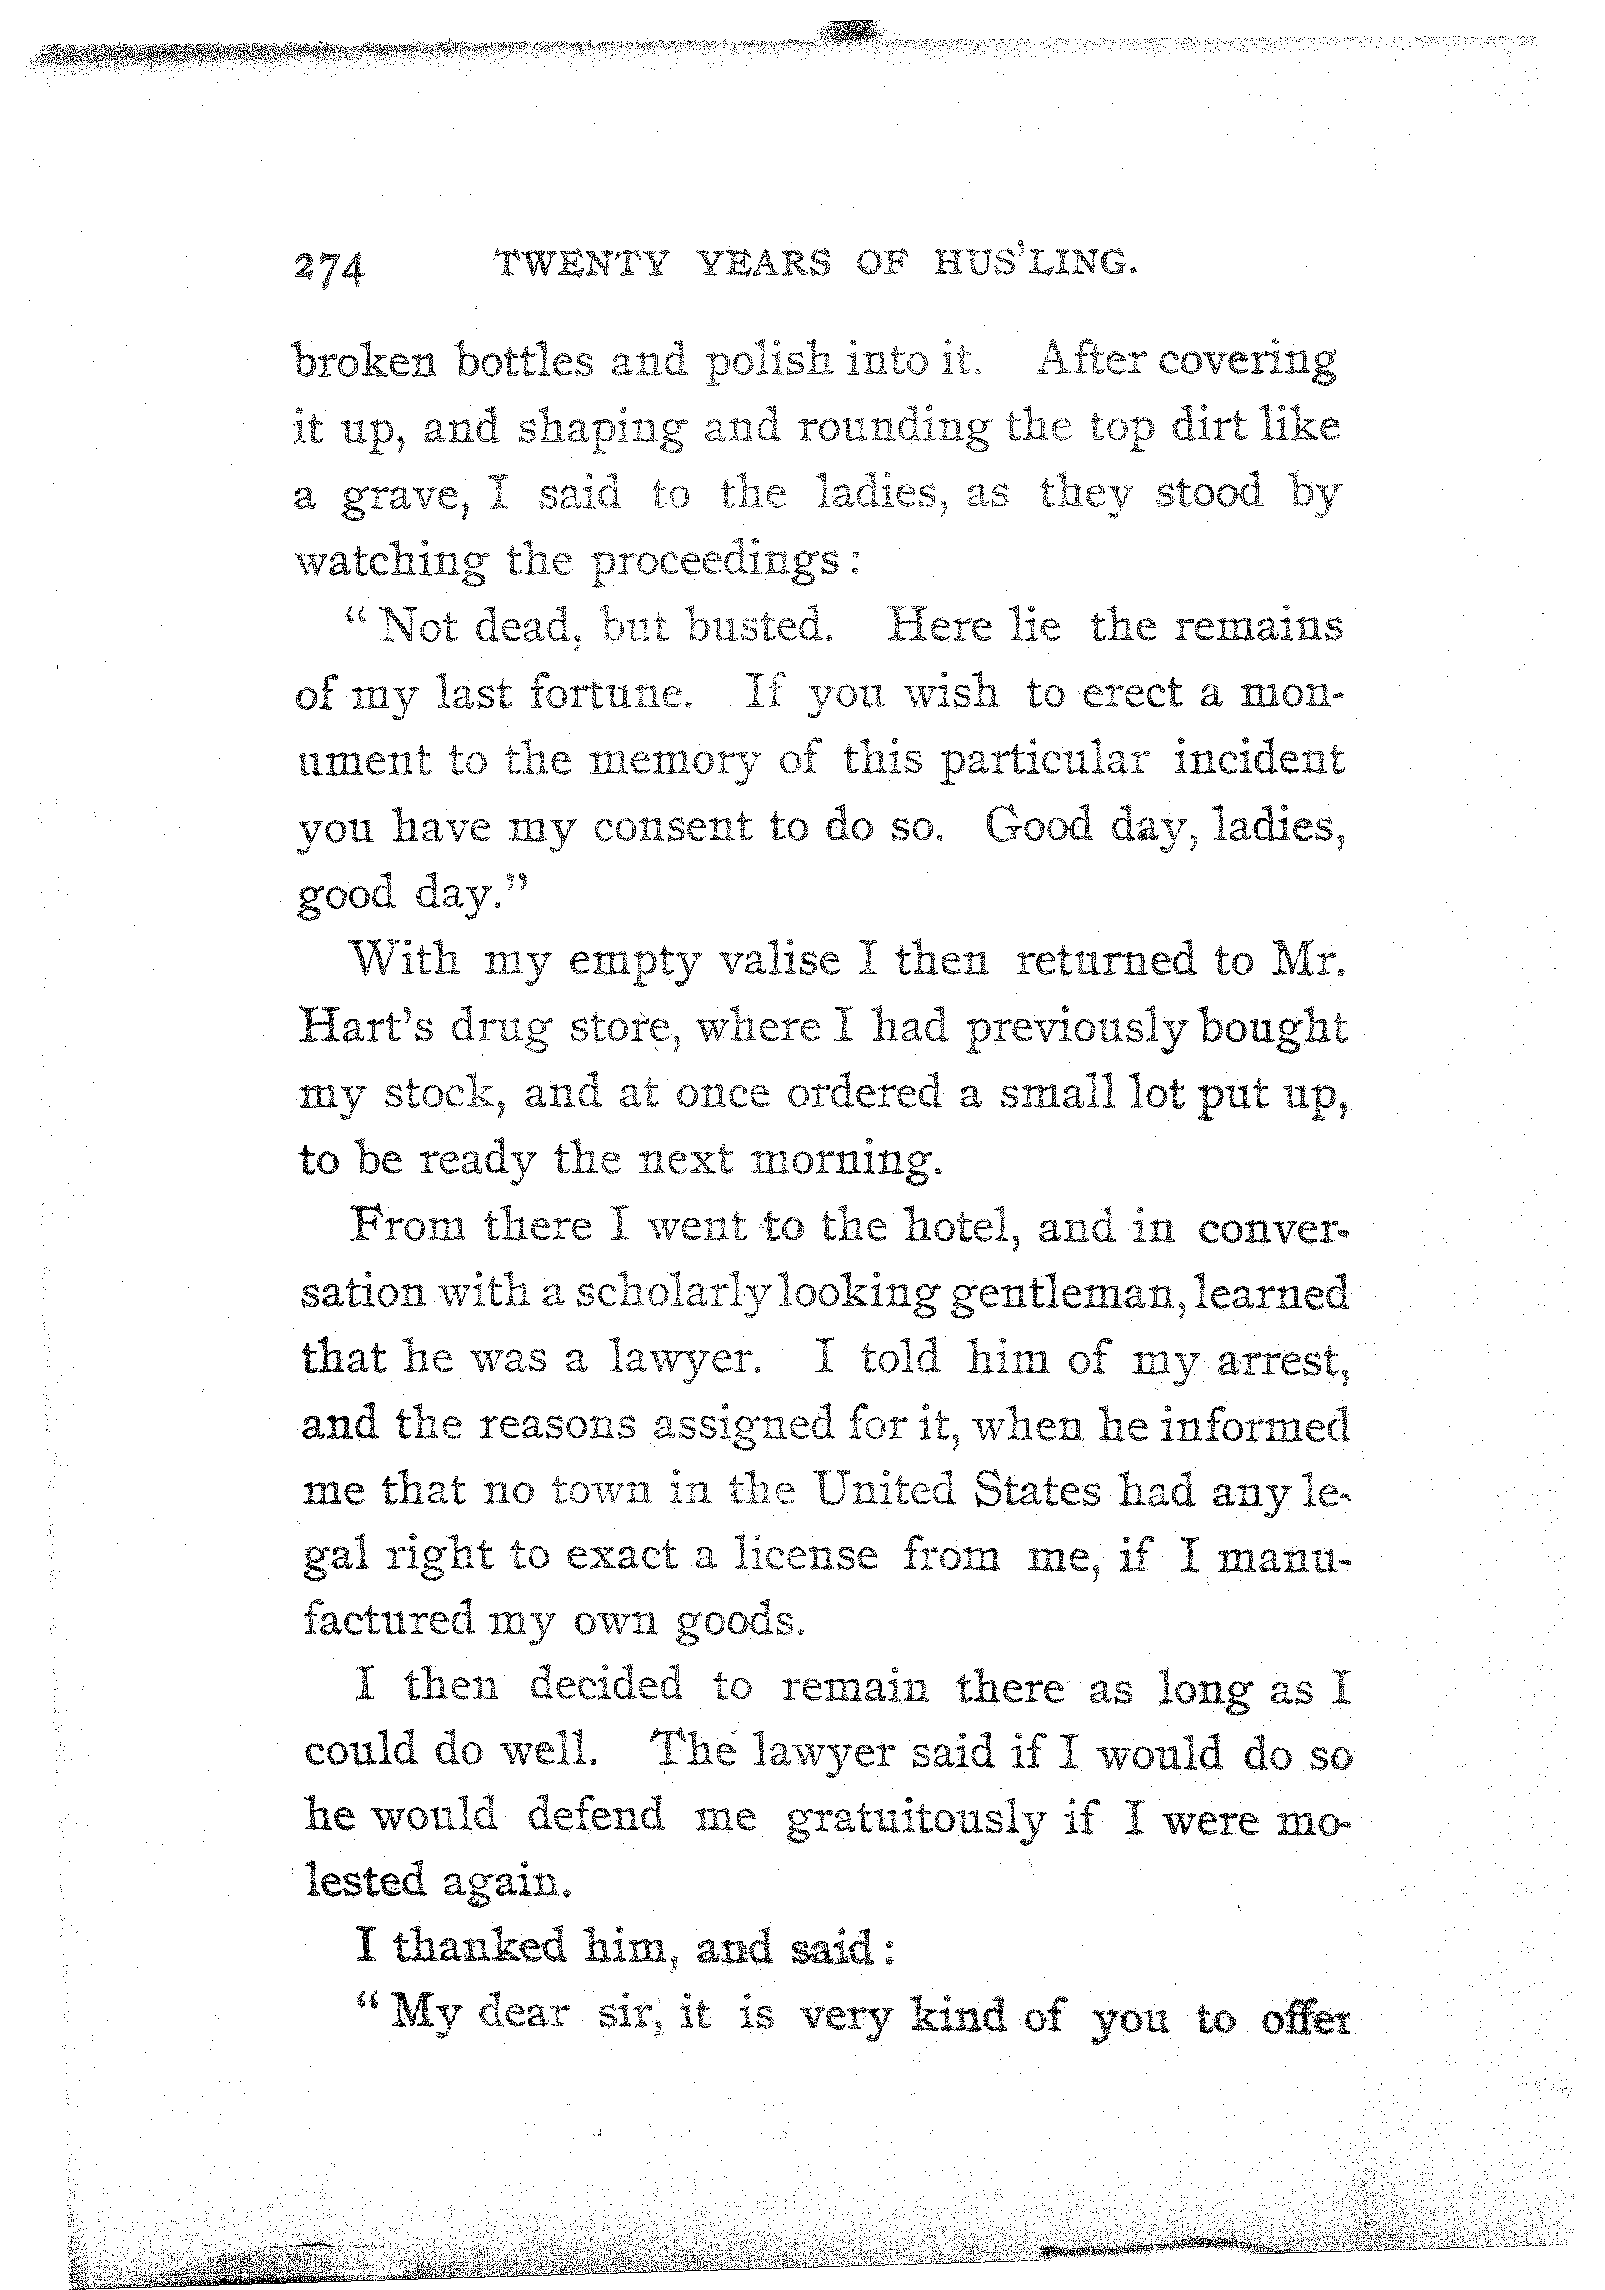 274 TWENTY YEARS OF HUS'LING.
broken bottles and polish into it. After covering
it up, and shaping and rounding the top dirt like
a grave, I said to the ladies, as they stood by
watching the proceedings:
"Not dead, but busted. Here lie the remains
of my last fortune. If you wish to erect a mon-
ument to the memory of this particular incident
you have my consent to do so. Good day, ladies,
good day."
With my empty valise I then returned to Mr.
Hart's drug store, where I had previously bought
my stock, and at once ordered a small lot put up,
to be ready the next morning.
From there I went to the hotel, and in conver-
sation with a scholarly looking gentleman, learned
that he was a lawyer. I told him of my arrest,
and the reasons assigned for it, when he informed
me that no town in the United States had any le-
gal right to exact a license from me, if I manu-
factured my own goods.
I then decided to remain there as long as I
could do well. The lawyer said if I would do so
he would defend me gratuitously if I were mo-
lested again.
I thanked him, and said:
"My dear sir, it is very kind of you to offer